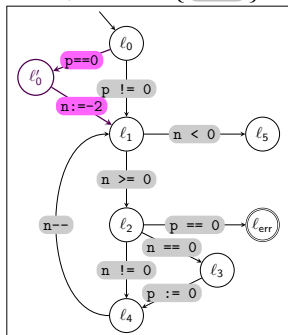 ℓ0
p==0
ℓ′0
p != 0
n:=-2
ℓ1
n < 0
ℓ5
n >= 0
ℓ2
p == 0
ℓerr
n--
n == 0
n != 0
ℓ3
p := 0
ℓ4